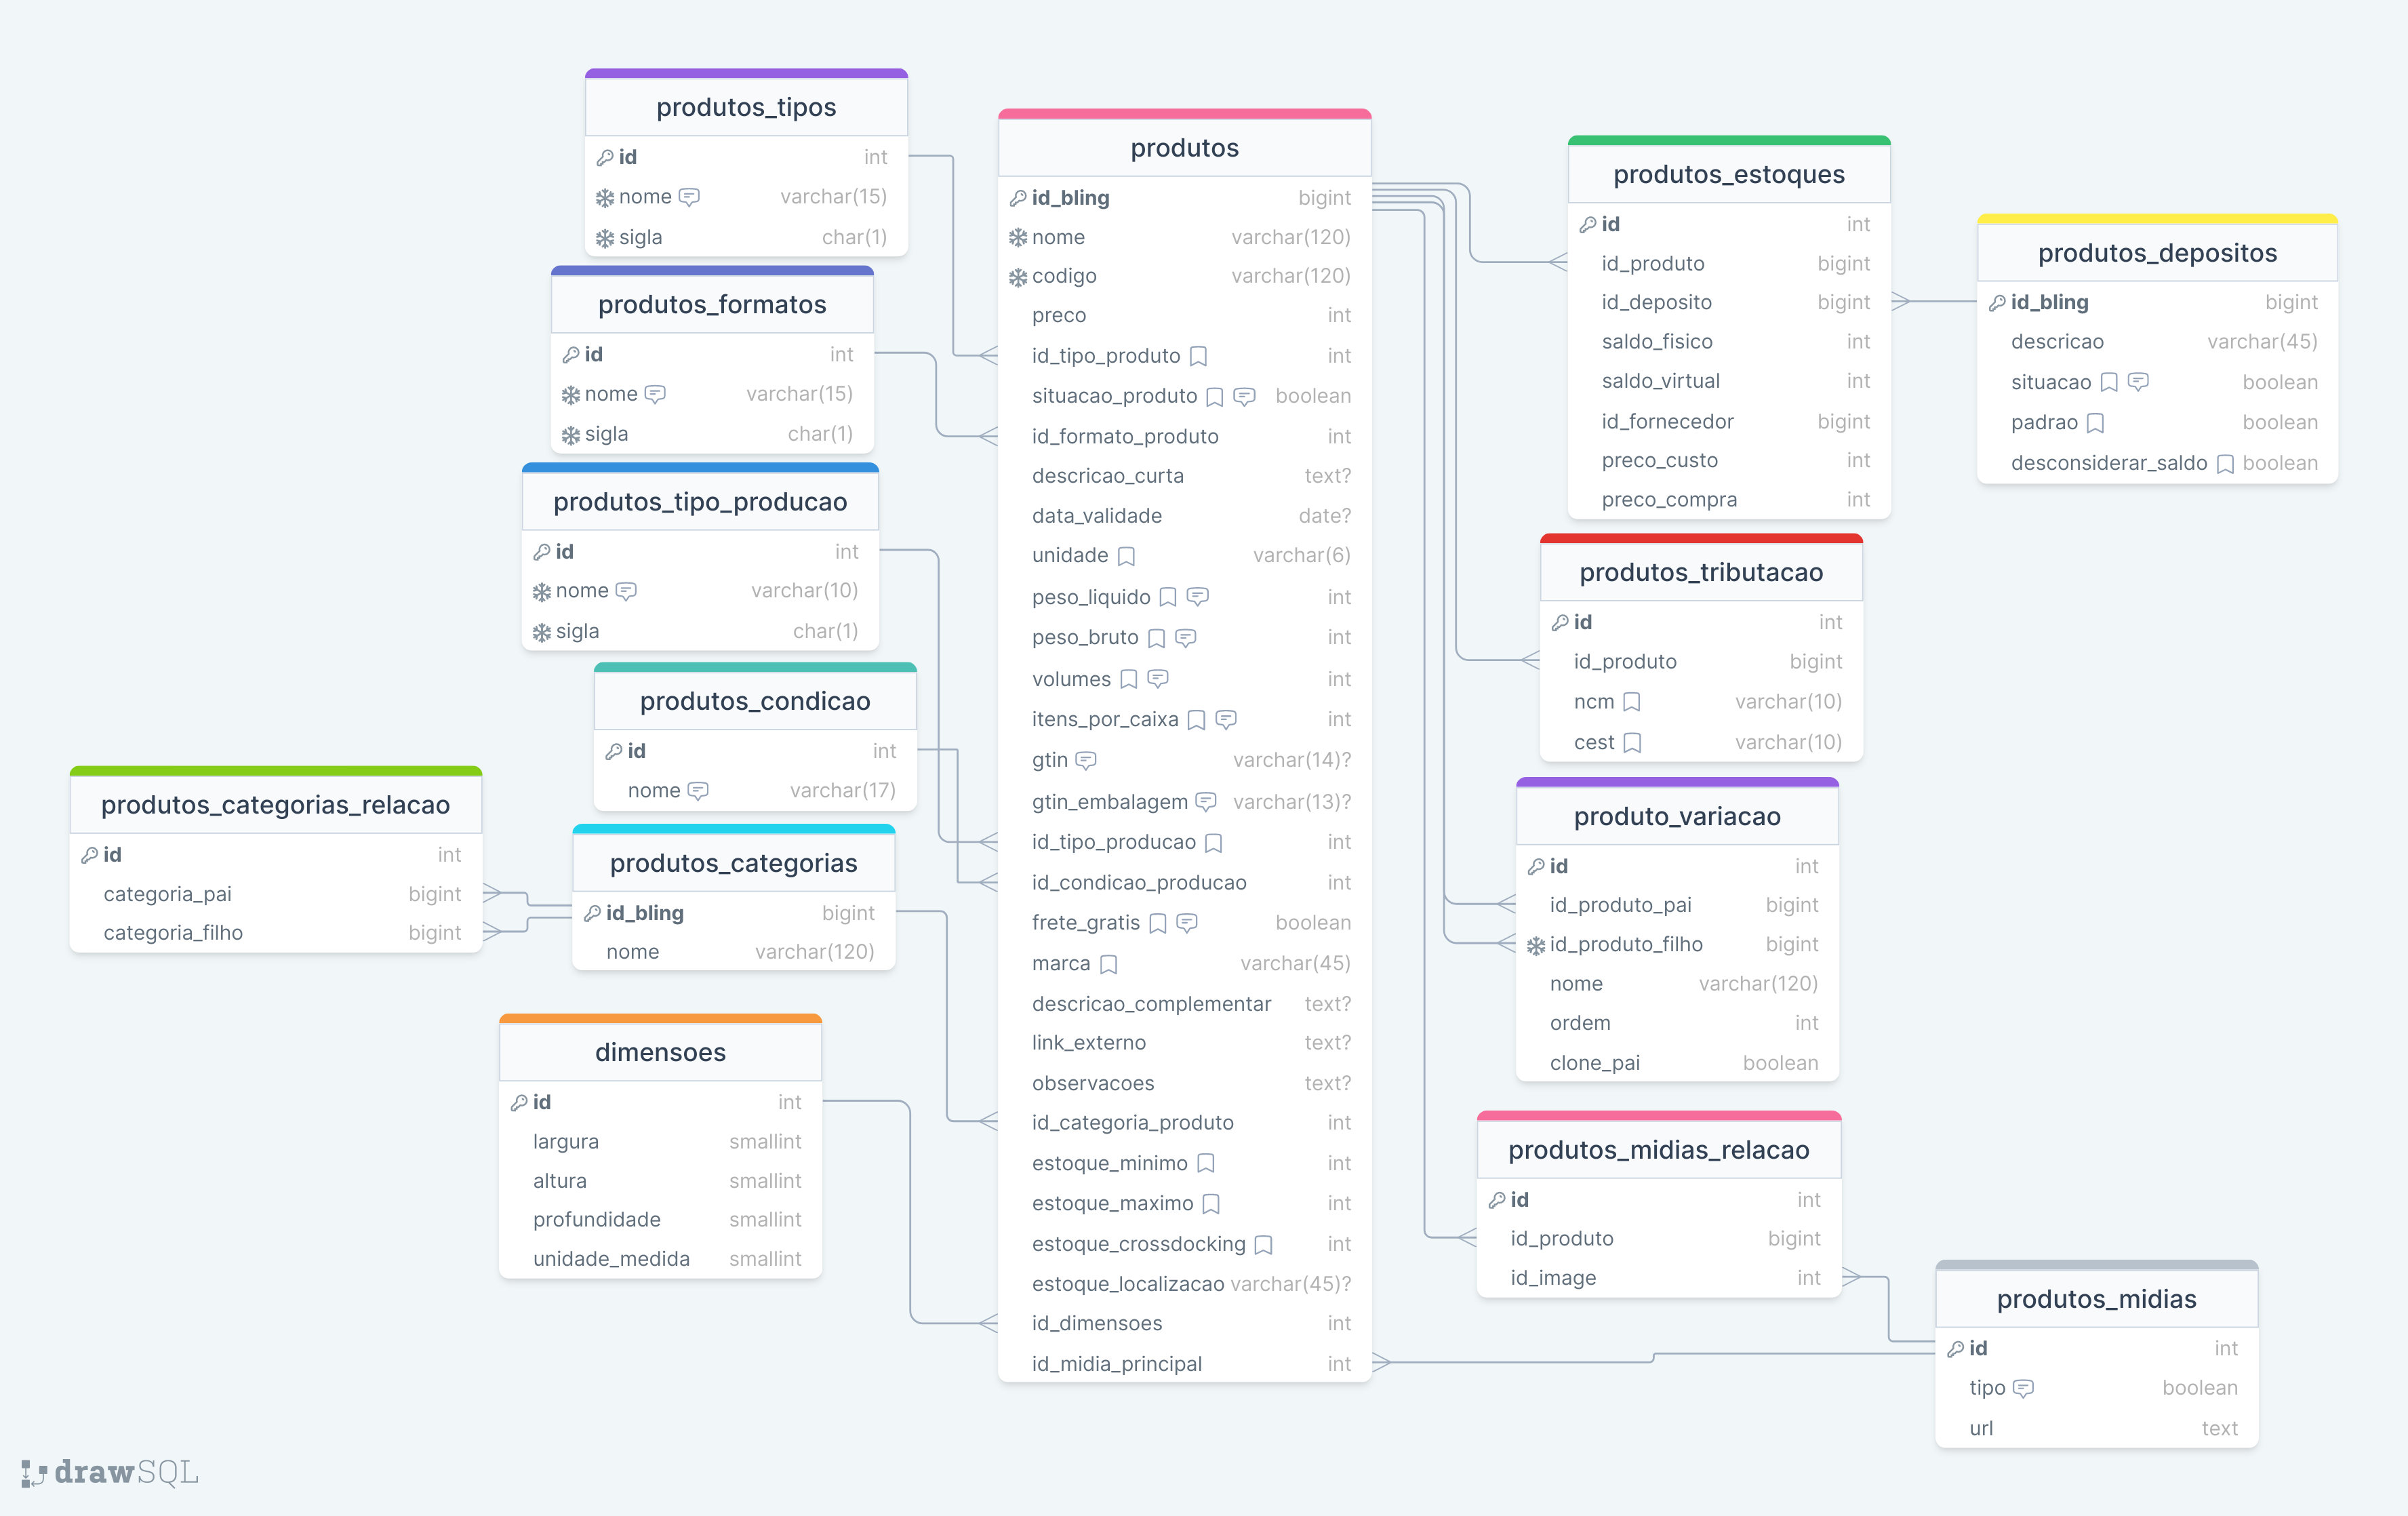 produtos_tipos
id int
nome varchar(15)
sigla char(1)
produtos_formatos
id int
nome varchar(15)
sigla char(1)
produtos_tipo_producao
id int
nome varchar(10)
sigla char(1)
produtos_condicao
id int
nome varchar(17)
produtos_categorias_relacao
id int
categoria_pai bigint
categoria_filho bigint
produtos_categorias
id_bling bigint
nome varchar(120)
dimensoes
id int
largura smallint
altura smallint
profundidade smallint
unidade_medida smallint
produtos
id_bling bigint
nome varchar(120)
codigo varchar(120)
preco int
id_tipo_produto int
situacao_produto boolean
id_formato_produto int
descricao_curta text?
data_validade date?
unidade varchar(6)
peso_liquido int
peso_bruto int
volumes int
itens_por_caixa int
gtin varchar(14)?
gtin_embalagem varchar(13)?
id_tipo_producao int
id_condicao_producao int
frete_gratis boolean
marca varchar(45)
descricao_complementar text?
link_externo text?
observacoes text?
id_categoria_produto int
estoque_minimo int
estoque_maximo int
estoque_crossdocking int
estoque_localizacao varchar(45)?
id_dimensoes int
id_midia_principal int
produtos_estoques
id int
id_produto bigint
id_deposito bigint
saldo_fisico int
saldo_virtual int
id_fornecedor bigint
preco_custo int
preco_compra int
produtos_depositos
id_bling bigint
descricao varchar(45)
situacao boolean
padrao boolean
desconsiderar_saldo boolean
produtos_tributacao
id int
id_produto bigint
ncm varchar(10)
cest varchar(10)
produto_variacao
id int
id_produto_pai bigint
id_produto_filho bigint
nome varchar(120)
ordem int
clone_pai boolean
produtos_midias_relacao
id int
id_produto bigint
id_image int
produtos_midias
id int
tipo boolean
url text
drawSQL